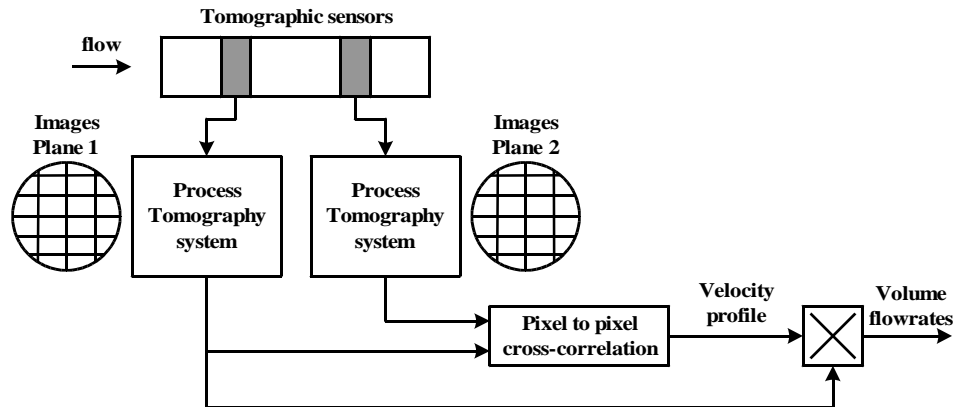 Tomographic sensors
flow
Images
Plane 1
Images
Plane 2
Process
Tomography
system
Process
Tomography
system
Pixel to pixel
cross-correlation
Velocity
profile
Volume
flowrates